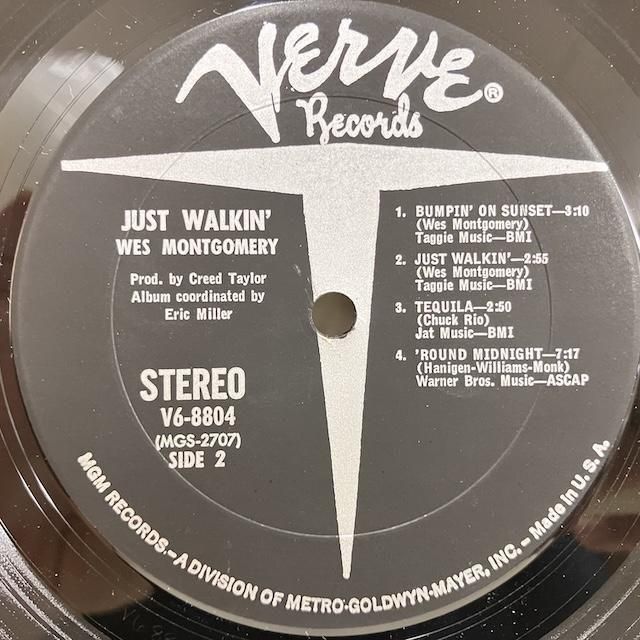 Verve®
Records
JUST WALKIN'
WES MONTGOMERY
Prod. by Creed Taylor
Album coordinated by
Eric Miller
STEREO
V6-8804
(MGS-2707)
SIDE 2
1. BUMPIN' ON SUNSET—3:10
(Wes Montgomery)
Taggie Music—BMI
2. JUST WALKIN'—2:55
(Wes Montgomery)
Taggie Music—BMI
3. TEQUILA—2:50
(Chuck Rio)
Jat Music—BMI
4. 'ROUND MIDNIGHT—7:17
(Hanigen-Williams-Monk)
Warner Bros. Music—ASCAP
MGM RECORDS.—A DIVISION OF METRO-GOLDWYN-MAYER, INC. — Made in U.S.A.